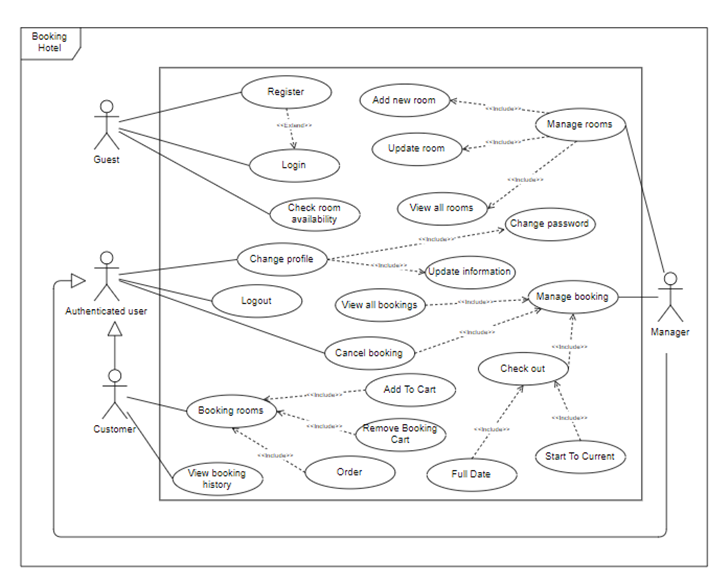 Booking
Hotel
Register
Add new room
<<Include>>
Manage rooms
<<Extend>>
Guest
Update room
<<Include>>
Login
<<Include>>
Check room
availability
View all rooms
Change password
<<Include>>
Change profile
<<Include>>
Update information
Authenticated user
Logout
View all bookings
<<Include>>
Manage booking
Manager
<<Include>>
Cancel booking
<<Include>>
Check out
Add To Cart
<<Include>>
Customer
Booking rooms
<<Include>>
Remove Booking
Cart
<<Include>>
<<Include>>
<<Include>>
View booking
history
Order
Full Date
Start To Current